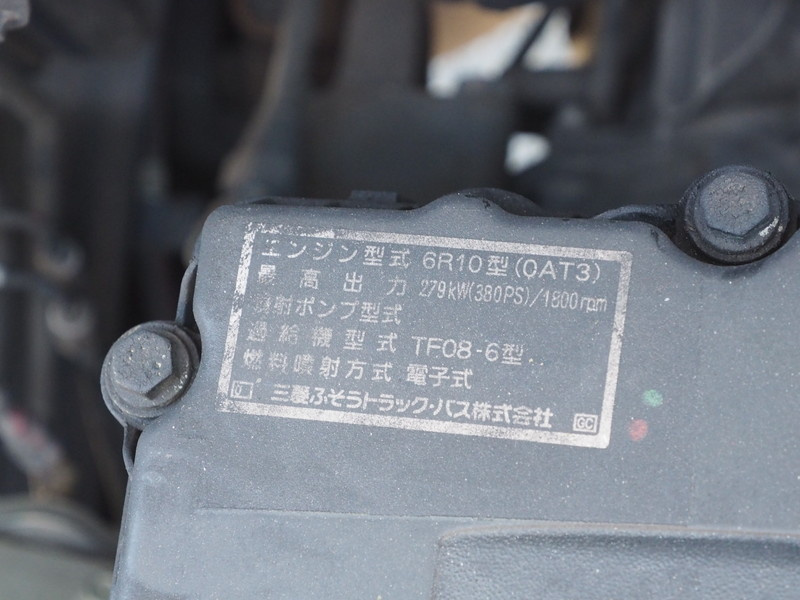 エンジン型式 6R10型(0AT3)
最高出力 279kW(380PS)/1800rpm
噴射ポンプ型式
過給機型式 TF08-6型
燃料噴射方式 電子式
三菱ふそうトラック・バス株式会社 GC